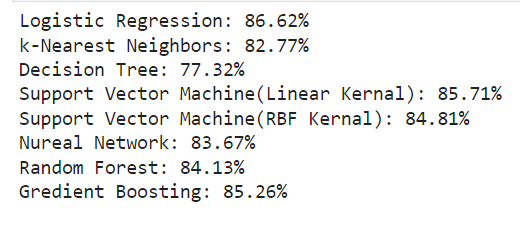 Logistic Regression: 86.62%
k-Nearest Neighbors: 82.77%
Decision Tree: 77.32%
Support Vector Machine(Linear Kernal): 85.71%
Support Vector Machine(RBF Kernal): 84.81%
Nureal Network: 83.67%
Random Forest: 84.13%
Gredient Boosting: 85.26%